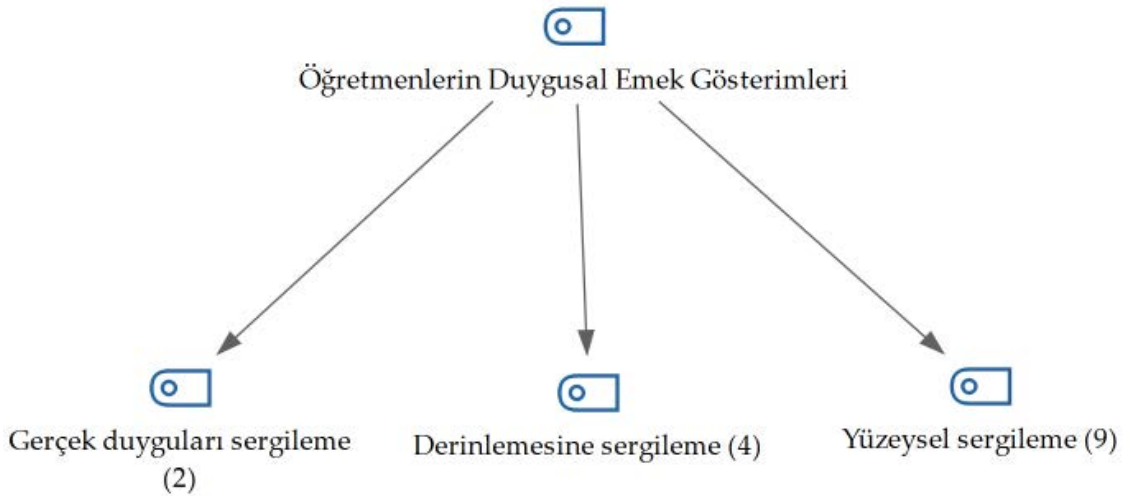 Öğretmenlerin Duygusal Emek Gösterimleri
Gerçek duyguları sergileme
(2)
Derinlemesine sergileme (4)
Yüzeysel sergileme (9)